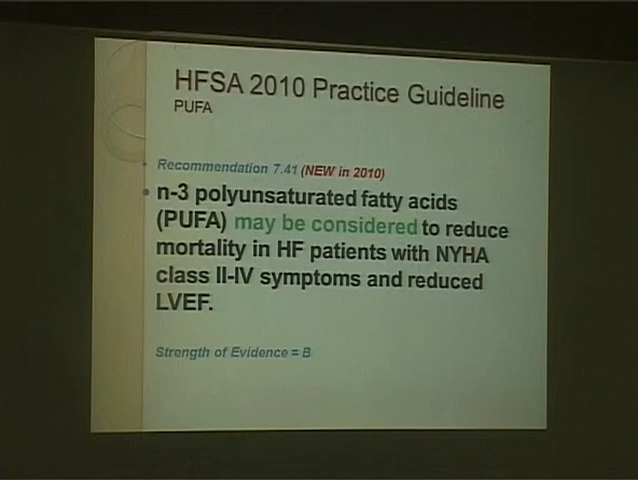 HFSA 2010 Practice Guideline
PUFA
Recommendation 7.41 (NEW in 2010)
n-3 polyunsaturated fatty acids
(PUFA) may be considered to reduce
mortality in HF patients with NYHA
class II-IV symptoms and reduced
LVEF.
Strength of Evidence = B